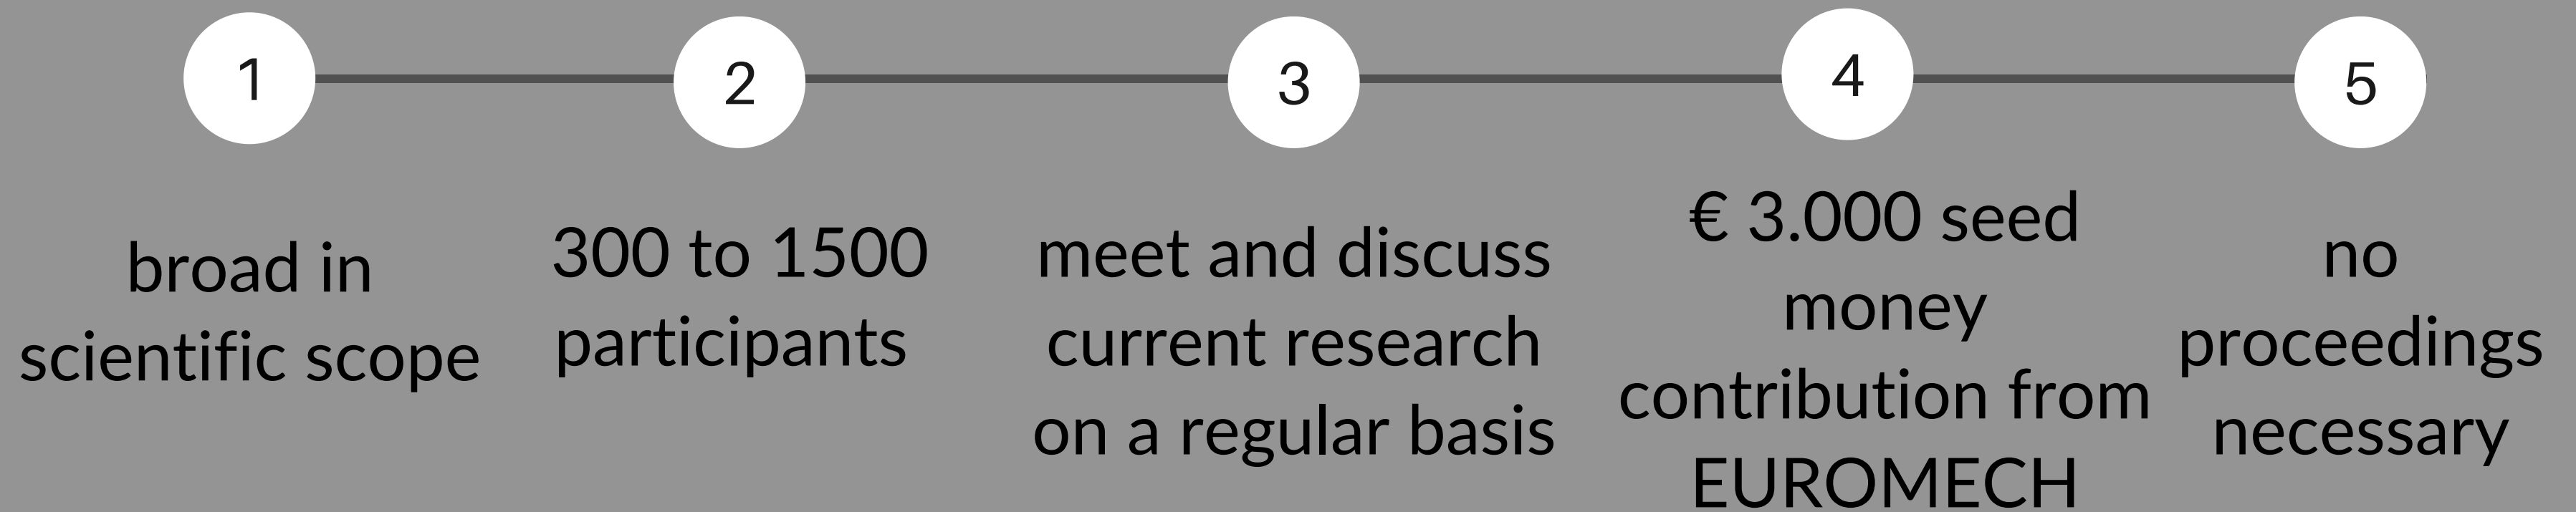 1
broad in
scientific scope
2
300 to 1500
participants
3
meet and discuss
current research
on a regular basis
4
€ 3.000 seed
money
contribution from
EUROMECH
5
no
proceedings
necessary